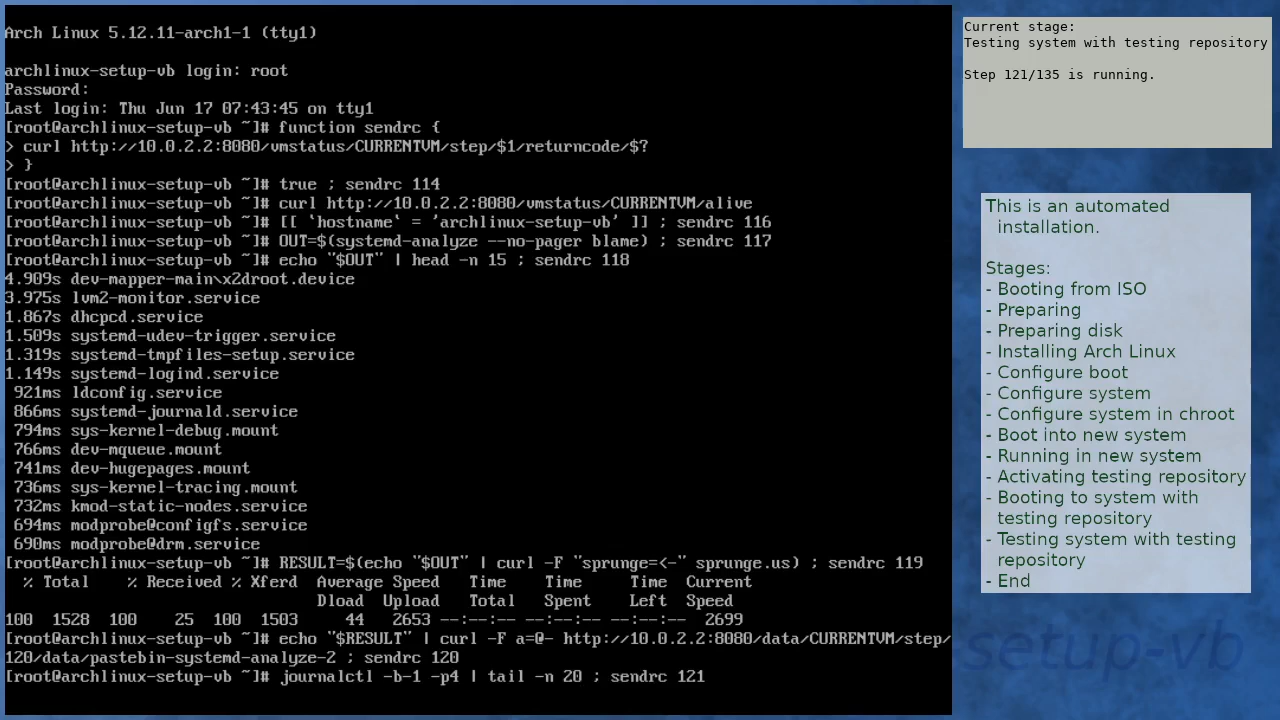 Arch Linux 5.12.11-arch1-1 (tty1)
archlinux-setup-vb login: root
Password:
Last login: Thu Jun 17 07:43:45 on tty1
[root@archlinux-setup-vb ~]# function sendrc {
> curl http://10.0.2.2:8080/vmstatus/CURRENTVM/step/$1/returncode/$?
> }
[root@archlinux-setup-vb ~]# true ; sendrc 114
[root@archlinux-setup-vb ~]# curl http://10.0.2.2:8080/vmstatus/CURRENTVM/alive
[root@archlinux-setup-vb ~]# [[ `hostname` = 'archlinux-setup-vb' ]] ; sendrc 116
[root@archlinux-setup-vb ~]# OUT=$(systemd-analyze --no-pager blame) ; sendrc 117
[root@archlinux-setup-vb ~]# echo "$OUT" | head -n 15 ; sendrc 118
4.909s dev-mapper-main\x2droot.device
3.975s lvm2-monitor.service
1.867s dhcpcd.service
1.509s systemd-udev-trigger.service
1.319s systemd-tmpfiles-setup.service
1.149s systemd-logind.service
921ms ldconfig.service
866ms systemd-journald.service
794ms sys-kernel-debug.mount
766ms dev-mqueue.mount
741ms dev-hugepages.mount
736ms sys-kernel-tracing.mount
732ms kmod-static-nodes.service
694ms modprobe@configfs.service
690ms modprobe@drm.service
[root@archlinux-setup-vb ~]# RESULT=$(echo "$OUT" | curl -F "sprunge=<-" sprunge.us) ; sendrc 119
% Total % Received % Xferd Average Speed Time Time Time Current
Dload Upload Total Spent Left Speed
100 1528 100 25 100 1503 44 2653 --:--:-- --:--:-- --:--:-- 2699
[root@archlinux-setup-vb ~]# echo "$RESULT" | curl -F a=@- http://10.0.2.2:8080/data/CURRENTVM/step/
120/data/pastebin-systemd-analyze-2 ; sendrc 120
[root@archlinux-setup-vb ~]# journalctl -b-1 -p4 | tail -n 20 ; sendrc 121
Current stage:
Testing system with testing repository
Step 121/135 is running.
This is an automated
installation.
Stages:
- Booting from ISO
- Preparing
- Preparing disk
- Installing Arch Linux
- Configure boot
- Configure system
- Configure system in chroot
- Boot into new system
- Running in new system
- Activating testing repository
- Booting to system with
testing repository
- Testing system with testing
repository
- End
setup-vb